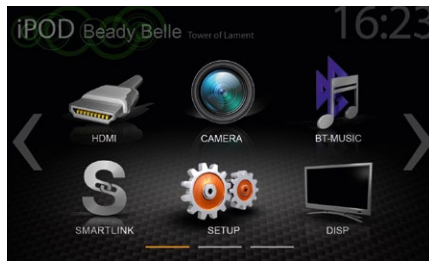 iPOD Beady Belle Tower of Lament 16:23
HDMI CAMERA BT-MUSIC
SMARTLINK SETUP DISP